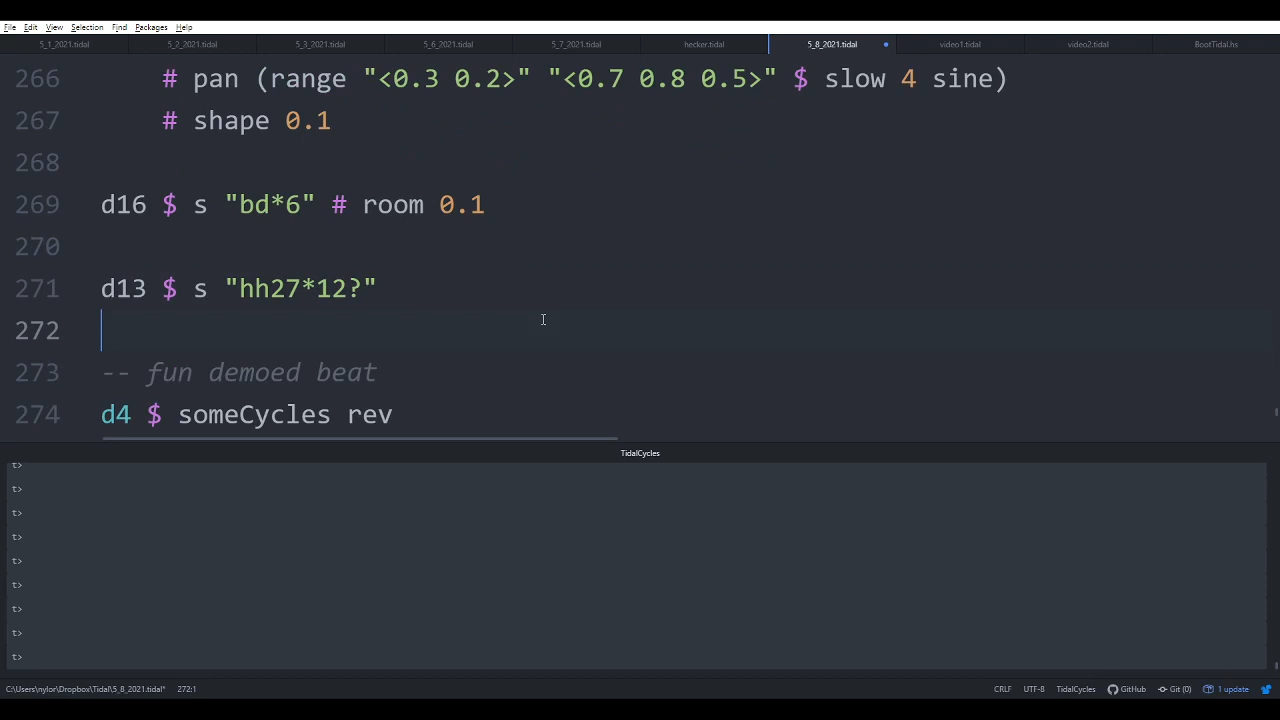 File Edit View Selection Find Packages Help
5_1_2021.tidal 5_2_2021.tidal 5_3_2021.tidal 5_6_2021.tidal 5_7_2021.tidal hecker.tidal 5_8_2021.tidal video1.tidal video2.tidal BootTidal.hs
266 # pan (range "<0.3 0.2>" "<0.7 0.8 0.5>" $ slow 4 sine)
267 # shape 0.1
268
269 d16 $ s "bd*6" # room 0.1
270
271 d13 $ s "hh27*12?"
272
273 -- fun demoed beat
274 d4 $ someCycles rev
TidalCycles
t>
t>
t>
t>
t>
t>
t>
t>
t>
C:\Users\nylor\Dropbox\Tidal\5_8_2021.tidal* 272:1 CRLF UTF-8 TidalCycles GitHub Git (0) 1 update